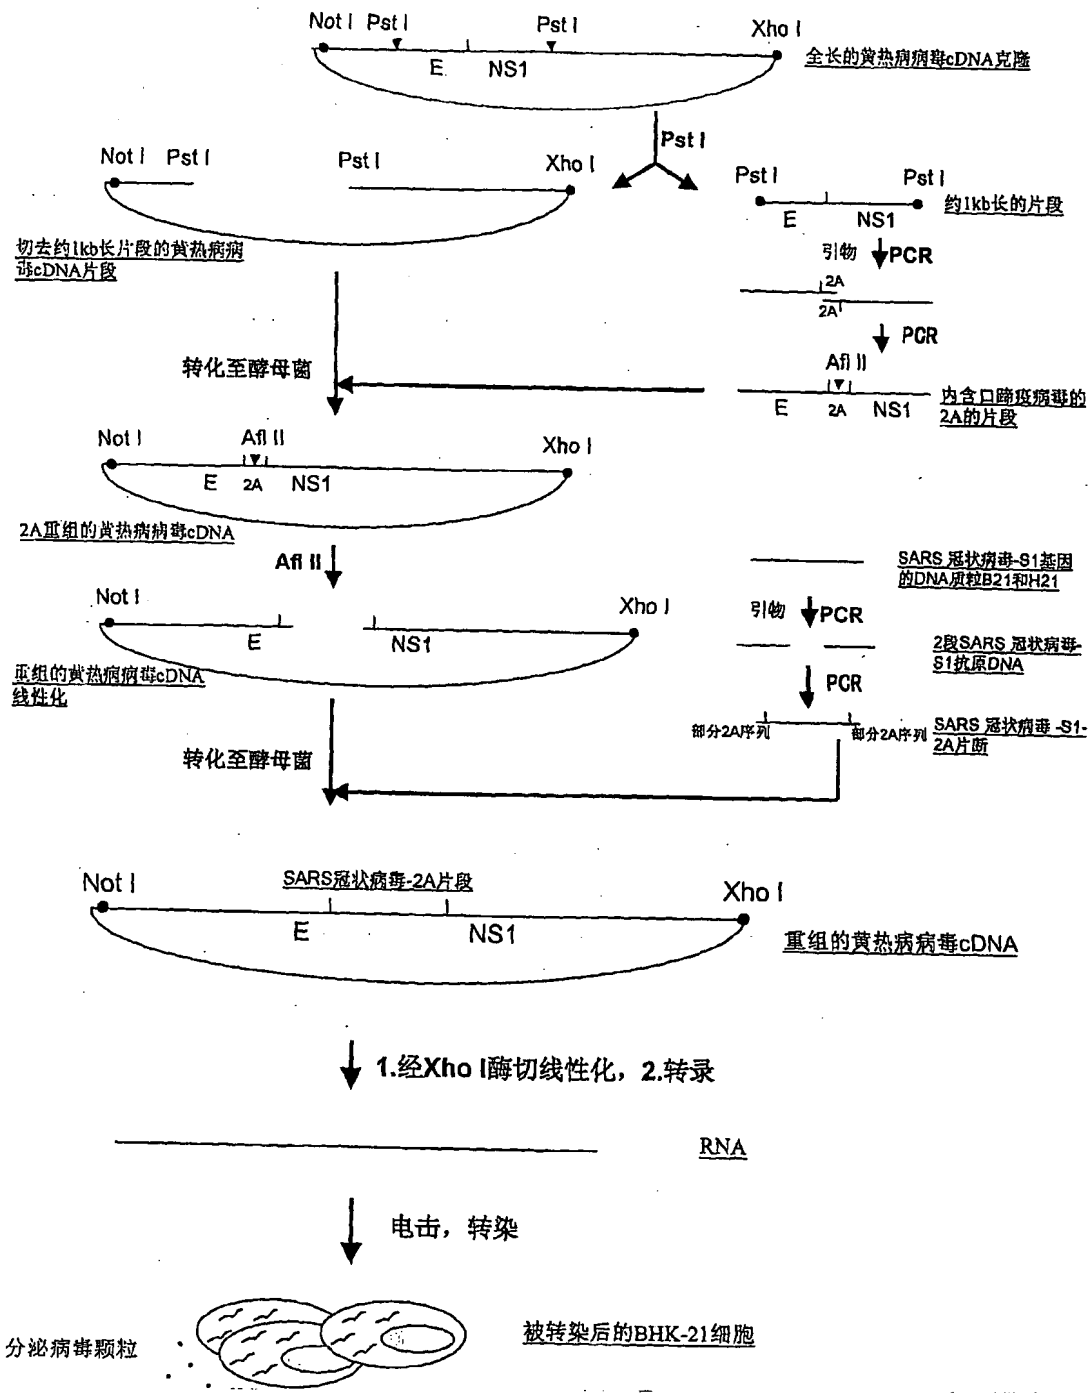 Not I Pst I Pst I Xho I
全长的黄热病病毒cDNA克隆
E NS1
Pst I
Not I Pst I Pst I Xho I
Pst I Pst I
约1kb长的片段
E NS1
切去约1kb长片段的黄热病病
毒cDNA片段
引物 PCR
2A
2A
PCR
转化至酵母菌
Afl II
E 2A NS1
内含口蹄疫病毒的
2A的片段
Not I Afl II Xho I
E 2A NS1
2A重组的黄热病病毒cDNA
Afl II
SARS 冠状病毒-S1基因
的DNA质粒B21和H21
Not I Xho I
引物 PCR
E NS1
2段SARS 冠状病毒-
S1抗原DNA
重组的黄热病病毒cDNA
线性化
PCR
部分2A序列 部分2A序列
SARS 冠状病毒 -S1-
2A片断
转化至酵母菌
Not I SARS冠状病毒-2A片段 Xho I
E NS1
重组的黄热病病毒cDNA
1.经Xho I酶切线性化，2.转录
RNA
电击，转染
分泌病毒颗粒
被转染后的BHK-21细胞